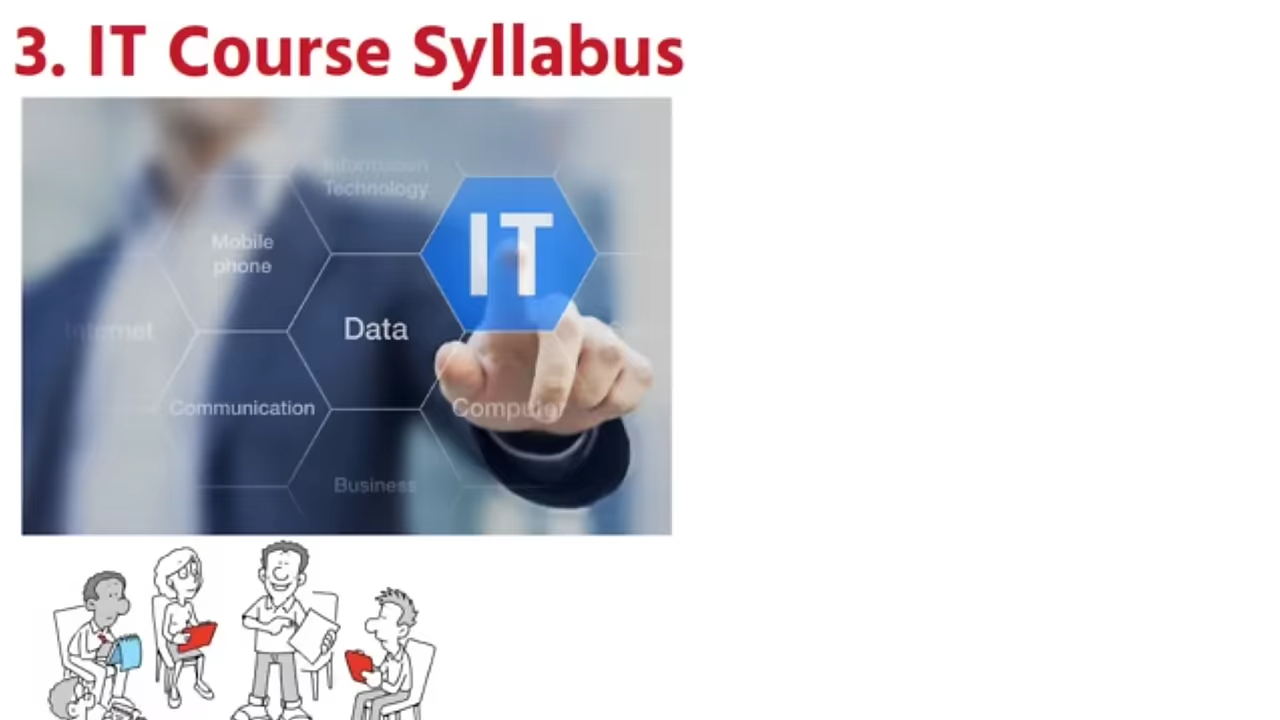 3. IT Course Syllabus
Information
Technology
IT
Mobile
phone
Internet
Data
Communication
Computer
Business